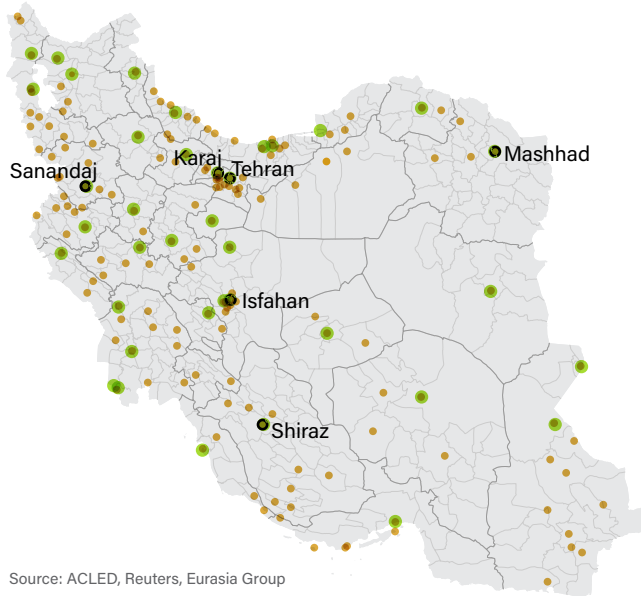 Karaj
Tehran
Mashhad
Sanandaj
Isfahan
Shiraz
Source: ACLED, Reuters, Eurasia Group